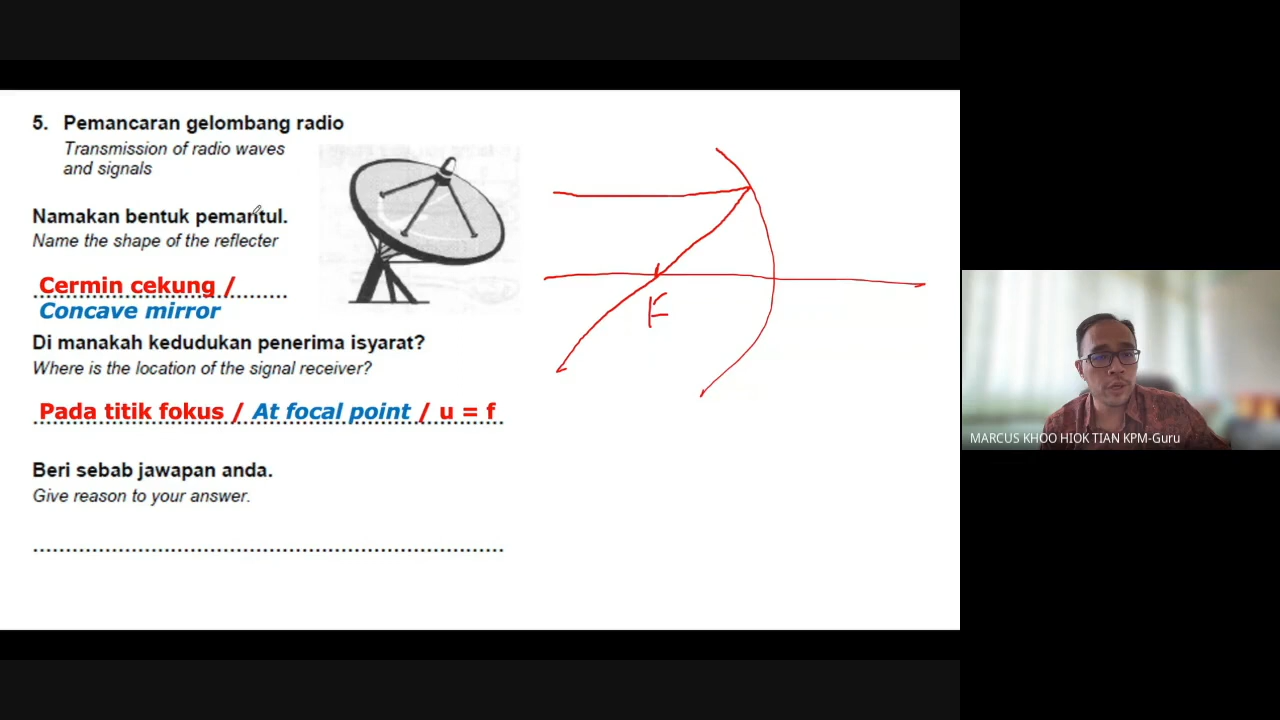 5. Pemancaran gelombang radio
Transmission of radio waves
and signals
Namakan bentuk pemantul.
Name the shape of the reflecter
Cermin cekung /
Concave mirror
Di manakah kedudukan penerima isyarat?
Where is the location of the signal receiver?
Pada titik fokus / At focal point / u = f
Beri sebab jawapan anda.
Give reason to your answer.
F
MARCUS KHOO HIOK TIAN KPM-Guru